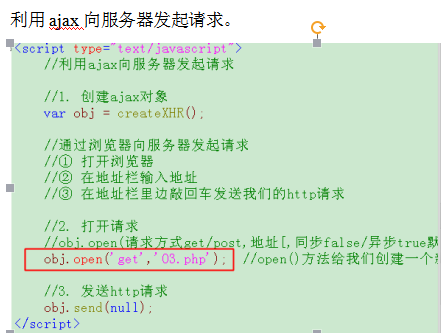 利用 ajax 向服务器发起请求。
<script type="text/javascript">
//利用ajax向服务器发起请求
//1. 创建ajax对象
var obj = createXHR();
//通过浏览器向服务器发起请求
//① 打开浏览器
//② 在地址栏输入地址
//③ 在地址栏里边敲回车发送我们的http请求
//2. 打开请求
//obj.open(请求方式get/post,地址[,同步false/异步true默
obj.open('get','03.php'); //open()方法给我们创建一个
//3. 发送http请求
obj.send(null);
</script>